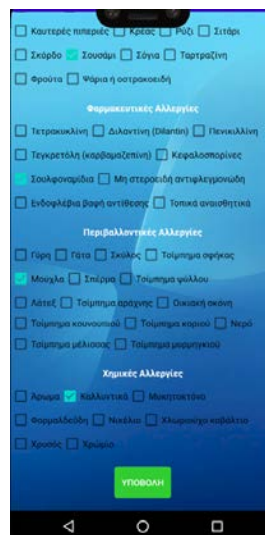 Καυτερές πιπεριές Κρέας Ρύζι Σιτάρι
Σκόρδο Σουσάμι Σόγια Ταρτραζίνη
Φρούτα Ψάρια ή οστρακοειδή
Φαρμακευτικές Αλλεργίες
Τετρακυκλίνη Διλαντίνη (Dilantin) Πενικιλλίνη
Τεγκρετόλη (καρβαμαζεπίνη) Κεφαλοσπορίνες
Σουλφοναμίδια Μη στεροειδή αντιφλεγμονώδη
Ενδοφλέβια βαφή αντίθεσης Τοπικά αναισθητικά
Περιβαλλοντικές Αλλεργίες
Γύρη Γάτα Σκύλος Τσίμπημα σφήκας
Μούχλα Σπέρμα Τσίμπημα ψύλλου
Λάτεξ Τσίμπημα αράχνης Οικιακή σκόνη
Τσίμπημα κουνουπιού Τσίμπημα κοριού Νερό
Τσίμπημα μέλισσας Τσίμπημα μυρμηγκιού
Χημικές Αλλεργίες
Άρωμα Καλλυντικά Μυκητοκτόνα
Φορμαλδεΰδη Νικέλιο Χλωριούχο κοβάλτιο
Χρυσός Χρώμιο
ΥΠΟΒΟΛΗ